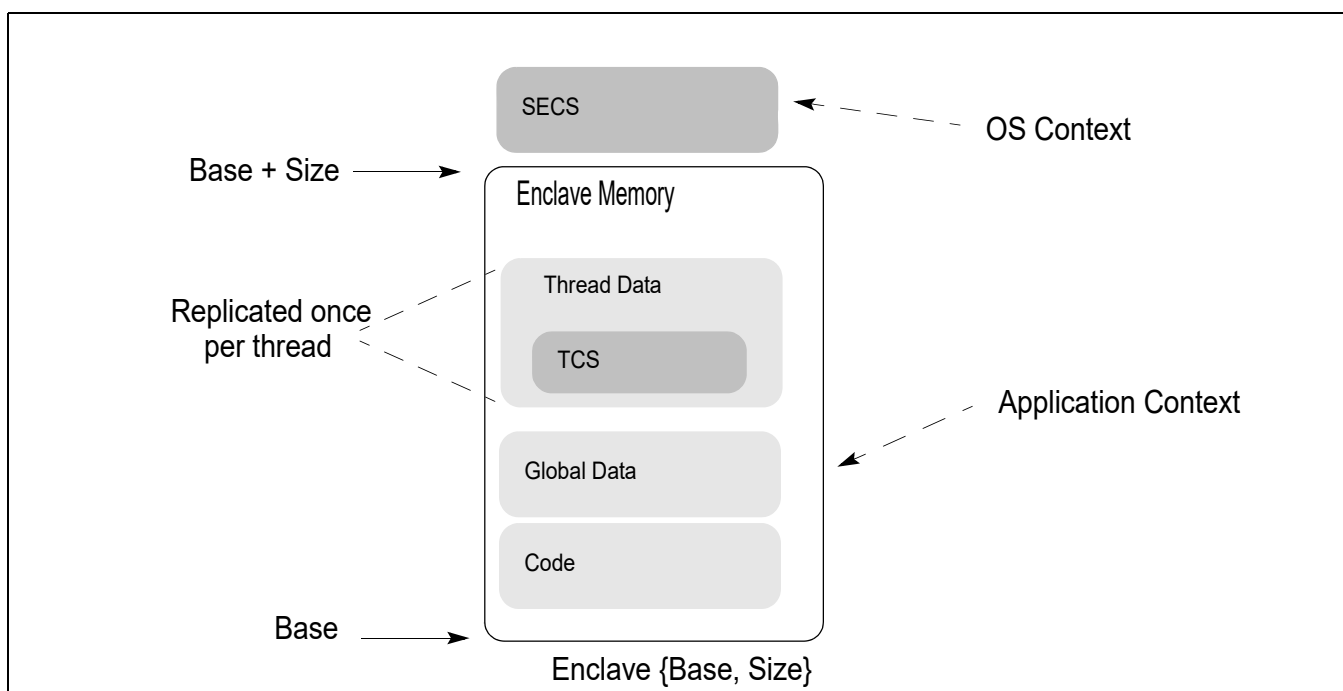 SECS
OS Context
Base + Size
Enclave Memory
Thread Data
Replicated once
per thread
TCS
Application Context
Global Data
Code
Base
Enclave {Base, Size}